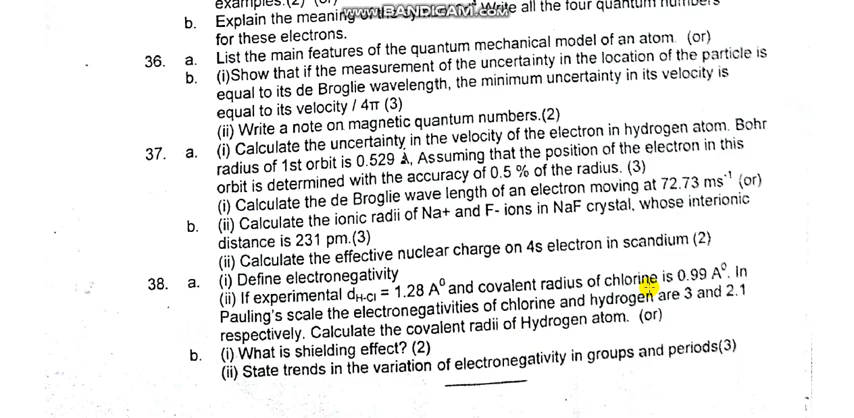 examples.(2) (or)
b. Explain the meaning Write all the four quantum numbers
www.BANDICAM.com
for these electrons.
36. a. List the main features of the quantum mechanical model of an atom. (or)
b. (i)Show that if the measurement of the uncertainty in the location of the particle is
equal to its de Broglie wavelength, the minimum uncertainty in its velocity is
equal to its velocity / 4π (3)
(ii) Write a note on magnetic quantum numbers.(2)
37. a. (i) Calculate the uncertainty in the velocity of the electron in hydrogen atom. Bohr
radius of 1st orbit is 0.529 Å, Assuming that the position of the electron in this
orbit is determined with the accuracy of 0.5 % of the radius. (3)
(i) Calculate the de Broglie wave length of an electron moving at 72.73 ms⁻¹ (or)
b. (ii) Calculate the ionic radii of Na+ and F- ions in NaF crystal, whose interionic
distance is 231 pm.(3)
(ii) Calculate the effective nuclear charge on 4s electron in scandium (2)
38. a. (i) Define electronegativity
(ii) If experimental dH-Cl = 1.28 A⁰ and covalent radius of chlorine is 0.99 A⁰. In
Pauling's scale the electronegativities of chlorine and hydrogen are 3 and 2.1
respectively. Calculate the covalent radii of Hydrogen atom. (or)
b. (i) What is shielding effect? (2)
(ii) State trends in the variation of electronegativity in groups and periods(3)